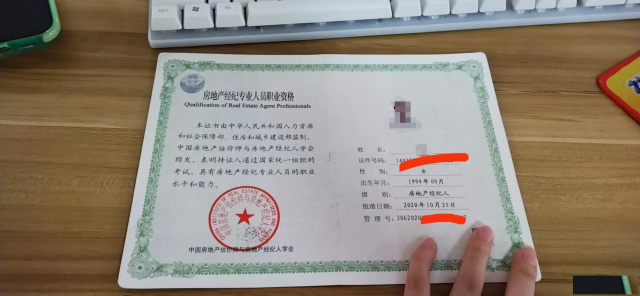 房地产经纪专业人员职业资格
Qualification of Real Estate Agent Professionals
本证书由中华人民共和国人力资源
和社会保障部、住房和城乡建设部监制,
中国房地产估价师与房地产经纪人学会
颁发，表明持证人通过国家统一组织的
考试，具有房地产经纪专业人员的职业
水平和能力。
中国房地产估价师与房地产经纪人学会
姓 名：
证件号码：
性 别： 女
出生年月： 1994年09月
级 别： 房地产经纪人
批准日期： 2020年10月25日
管 理 号：